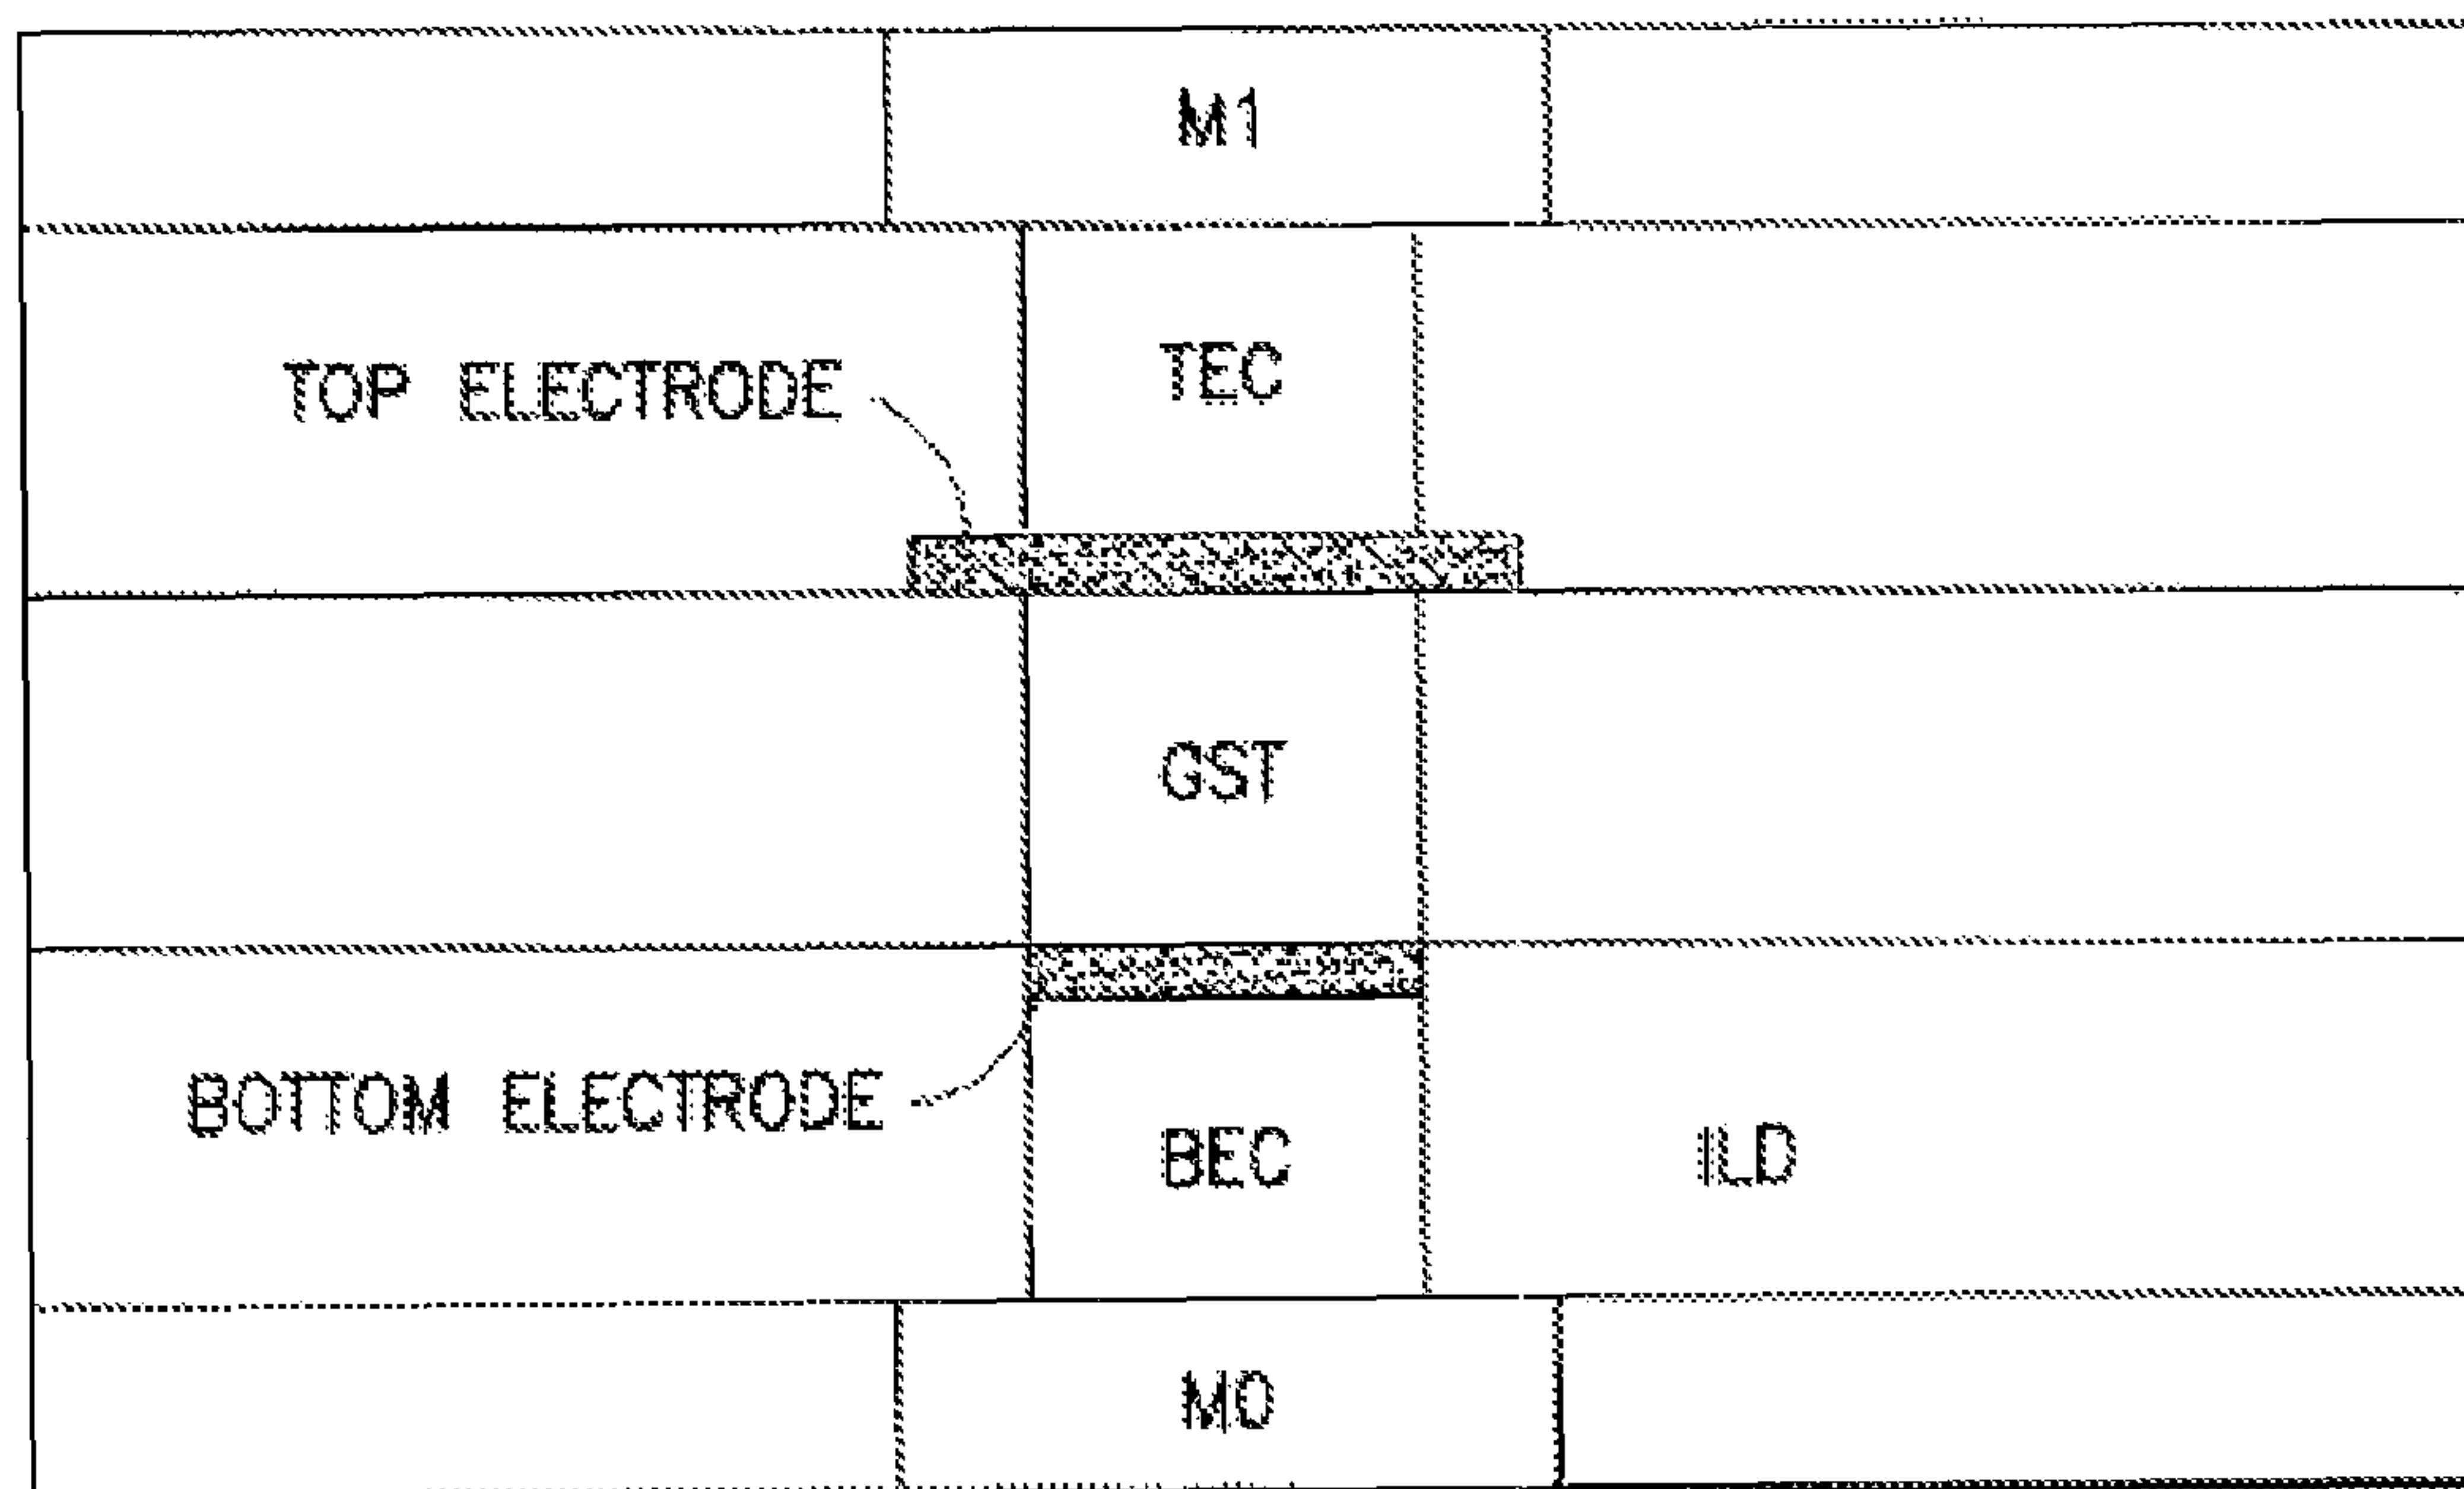 M1
TOP ELECTRODE
TEC
GST
BOTTOM ELECTRODE
BEC
ILD
M0